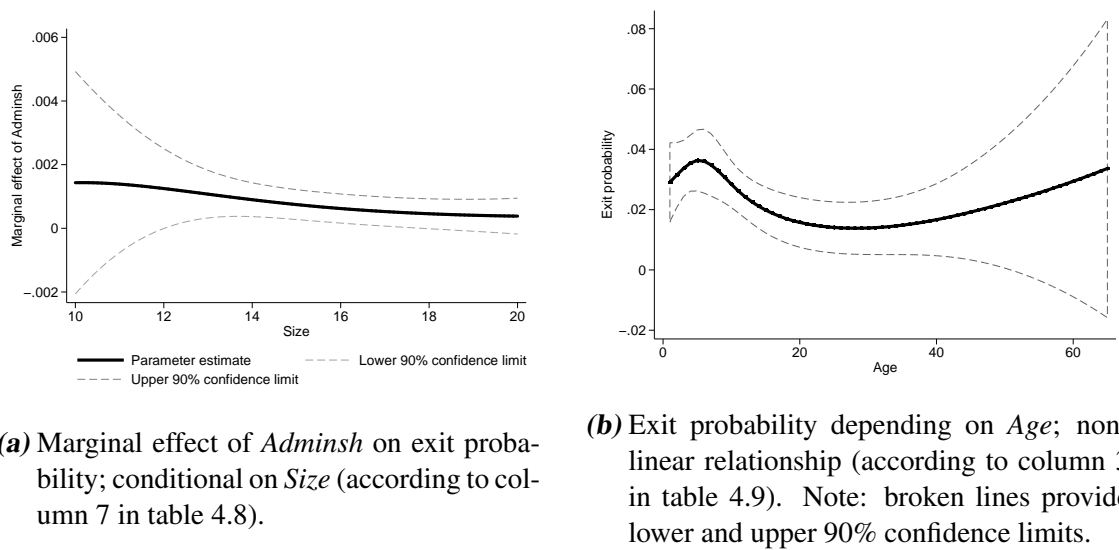 .006
.004
.002
0
–.002
Marginal effect of Adminsh
10
12
14
16
18
20
Size
Parameter estimate
Lower 90% confidence limit
Upper 90% confidence limit
.08
.06
.04
.02
0
–.02
Exit probability
0
20
40
60
Age
(a) Marginal effect of Adminsh on exit proba-
bility; conditional on Size (according to col-
umn 7 in table 4.8).
(b) Exit probability depending on Age; non
linear relationship (according to column
in table 4.9). Note: broken lines provide
lower and upper 90% confidence limits.